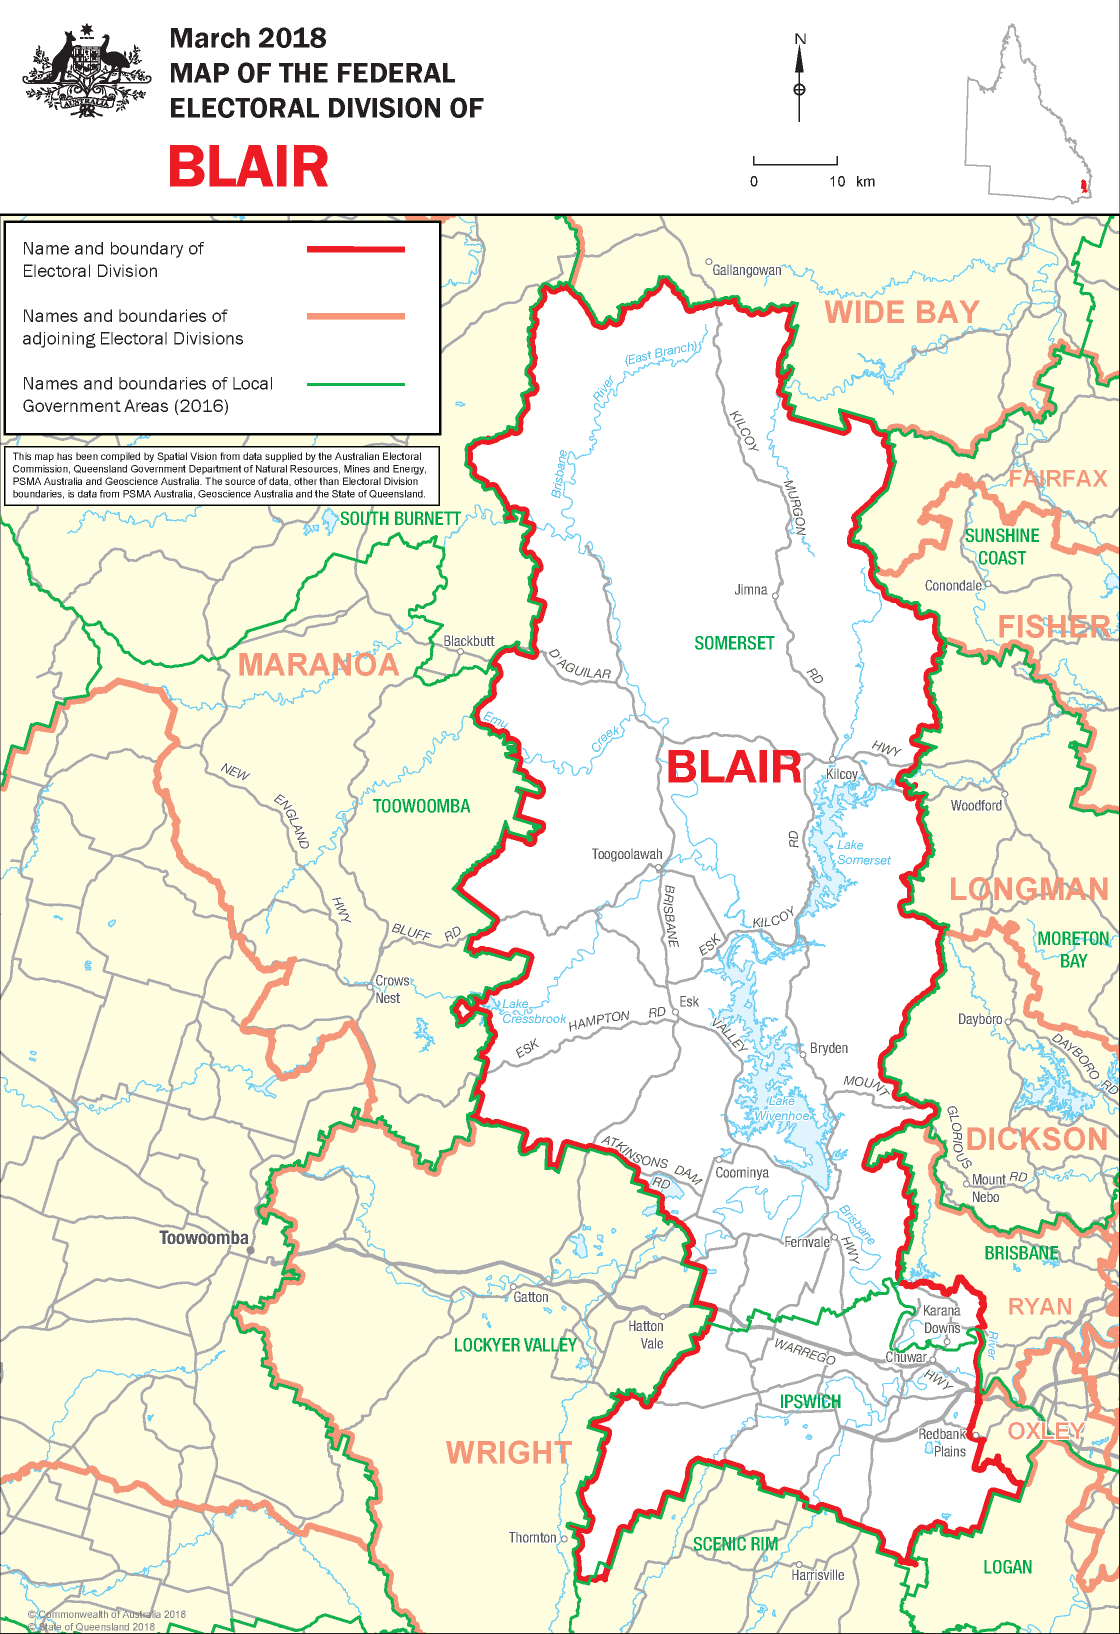 March 2018
MAP OF THE FEDERAL
ELECTORAL DIVISION OF
BLAIR
AUSTRALIA
N
0 10 km
Name and boundary of
Electoral Division
Names and boundaries of
adjoining Electoral Divisions
Names and boundaries of Local
Government Areas (2016)
This map has been compiled by Spatial Vision from data supplied by the Australian Electoral
Commission, Queensland Government Department of Natural Resources, Mines and Energy,
PSMA Australia and Geoscience Australia. The source of data, other than Electoral Division
boundaries, is data from PSMA Australia, Geoscience Australia and the State of Queensland.
Gallangowan
WIDE BAY
(East Branch)
River
Brisbane
KILCOY
MURGON
RD
FAIRFAX
SOUTH BURNETT
SUNSHINE
COAST
Conondale
Jimna
FISHER
SOMERSET
Blackbutt
MARANOA
D'AGUILAR
Emu
Creek
HWY
BLAIR
Kilcoy
NEW
ENGLAND
HWY
TOOWOOMBA
Woodford
RD
Lake
Somerset
Toogoolawah
LONGMAN
BRISBANE
KILCOY
ESK
BLUFF RD
MORETON
BAY
Crows
Nest
Lake
Cressbrook
Esk
ESK HAMPTON RD
VALLEY
Dayboro
DAYBORO RD
Bryden
MOUNT
GLORIOUS
RD
Lake
Wivenhoe
DICKSON
ATKINSONS DAM
RD
Coominya
Mount
Nebo
Toowoomba
Brisbane
Fernvale
HWY
BRISBANE
Gatton
RYAN
Karana
Downs
Hatton
Vale
LOCKYER VALLEY
River
WARREGO
HWY
Chuwar
IPSWICH
Redbank
Plains
OXLEY
WRIGHT
Thornton
SCENIC RIM
Harrisville
LOGAN
© Commonwealth of Australia 2018
© State of Queensland 2018